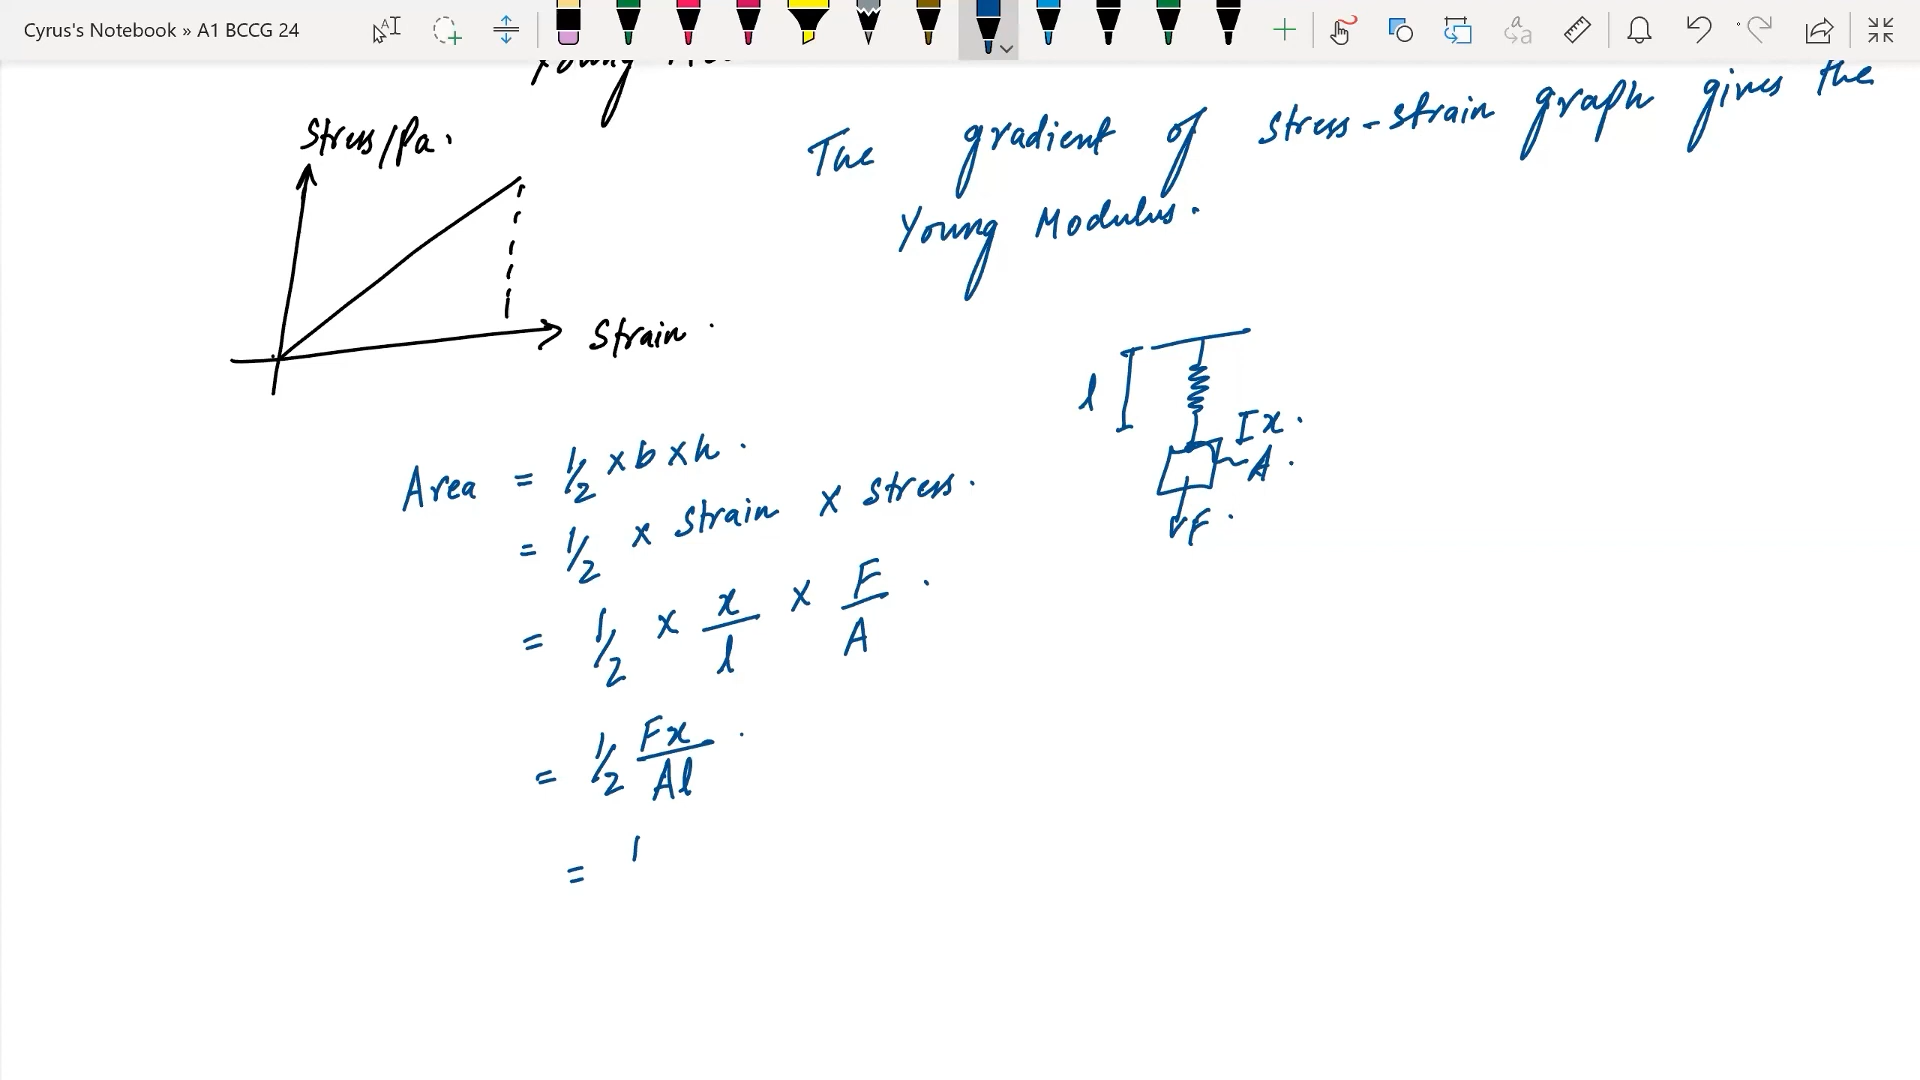 Cyrus's Notebook » A1 BCCG 24
Young
Stress/Pa.
The gradient of stress-strain graph gives the
Young Modulus.
Strain.
l
x.
A.
F.
Area = 1/2 × b × h.
= 1/2 × strain × stress.
= 1/2 × x/l × F/A.
= 1/2 Fx/Al.
= 1